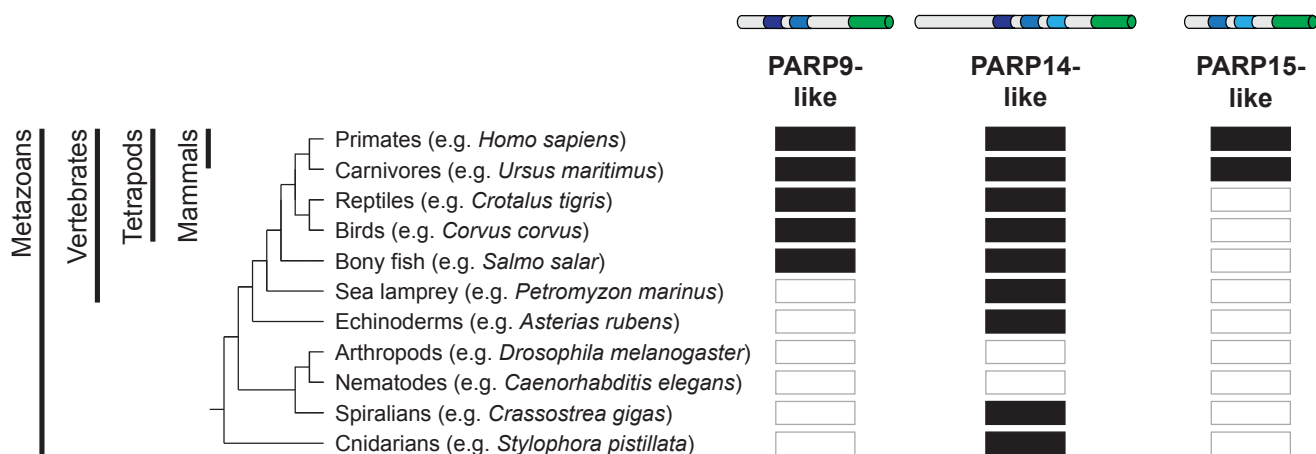 PARP9-
like
PARP14-
like
PARP15-
like
Metazoans
Vertebrates
Tetrapods
Mammals
Primates (e.g. Homo sapiens)
Carnivores (e.g. Ursus maritimus)
Reptiles (e.g. Crotalus tigris)
Birds (e.g. Corvus corvus)
Bony fish (e.g. Salmo salar)
Sea lamprey (e.g. Petromyzon marinus)
Echinoderms (e.g. Asterias rubens)
Arthropods (e.g. Drosophila melanogaster)
Nematodes (e.g. Caenorhabditis elegans)
Spiralians (e.g. Crassostrea gigas)
Cnidarians (e.g. Stylophora pistillata)